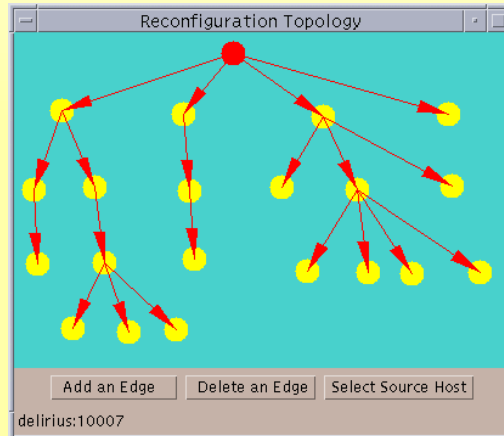 Reconfiguration Topology
Add an Edge
Delete an Edge
Select Source Host
delirius:10007